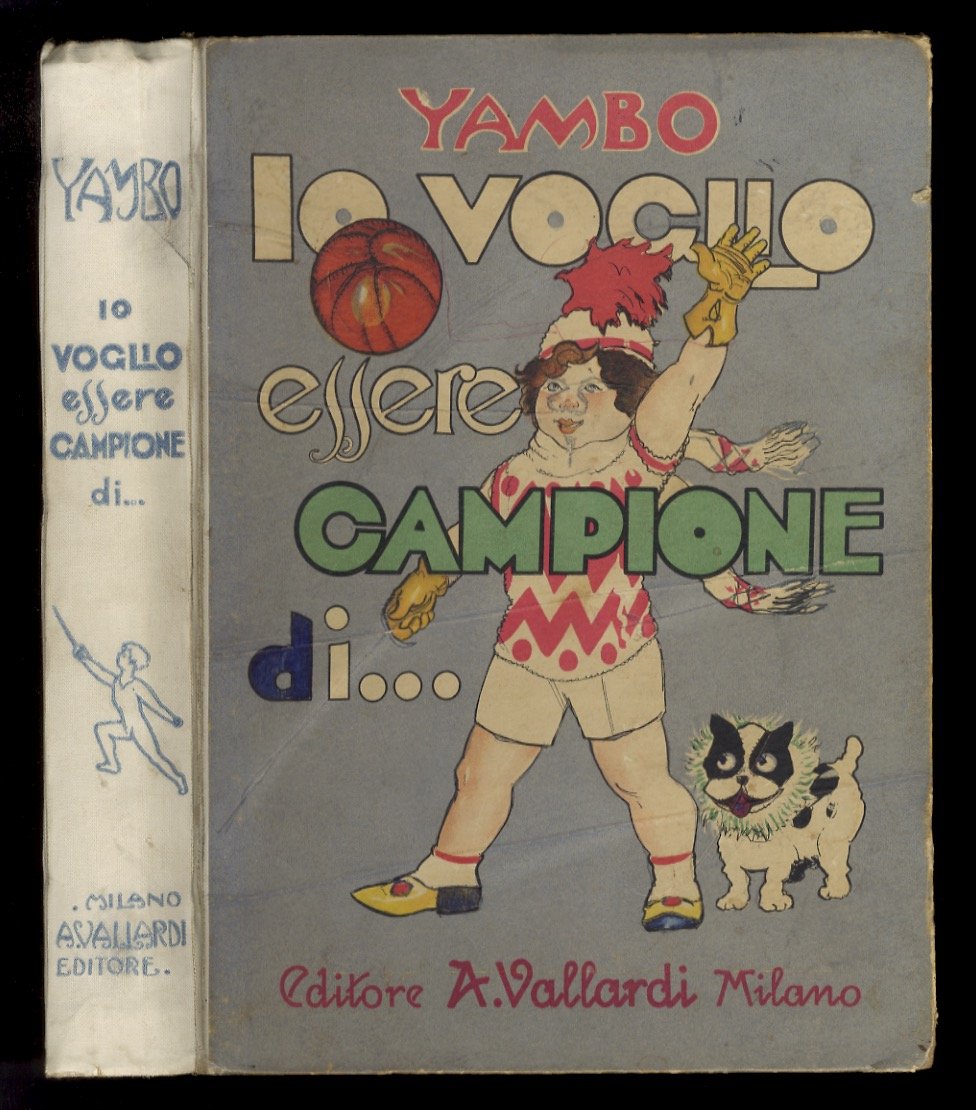 YAMBO
IO
VOGLIO
eSSere
CAMPIONE
di...
. MILANO
A.VALLARDI
EDITORE.
YAMBO
IO VOGLIO
essere
CAMPIONE
di...
Editore A.Vallardi Milano